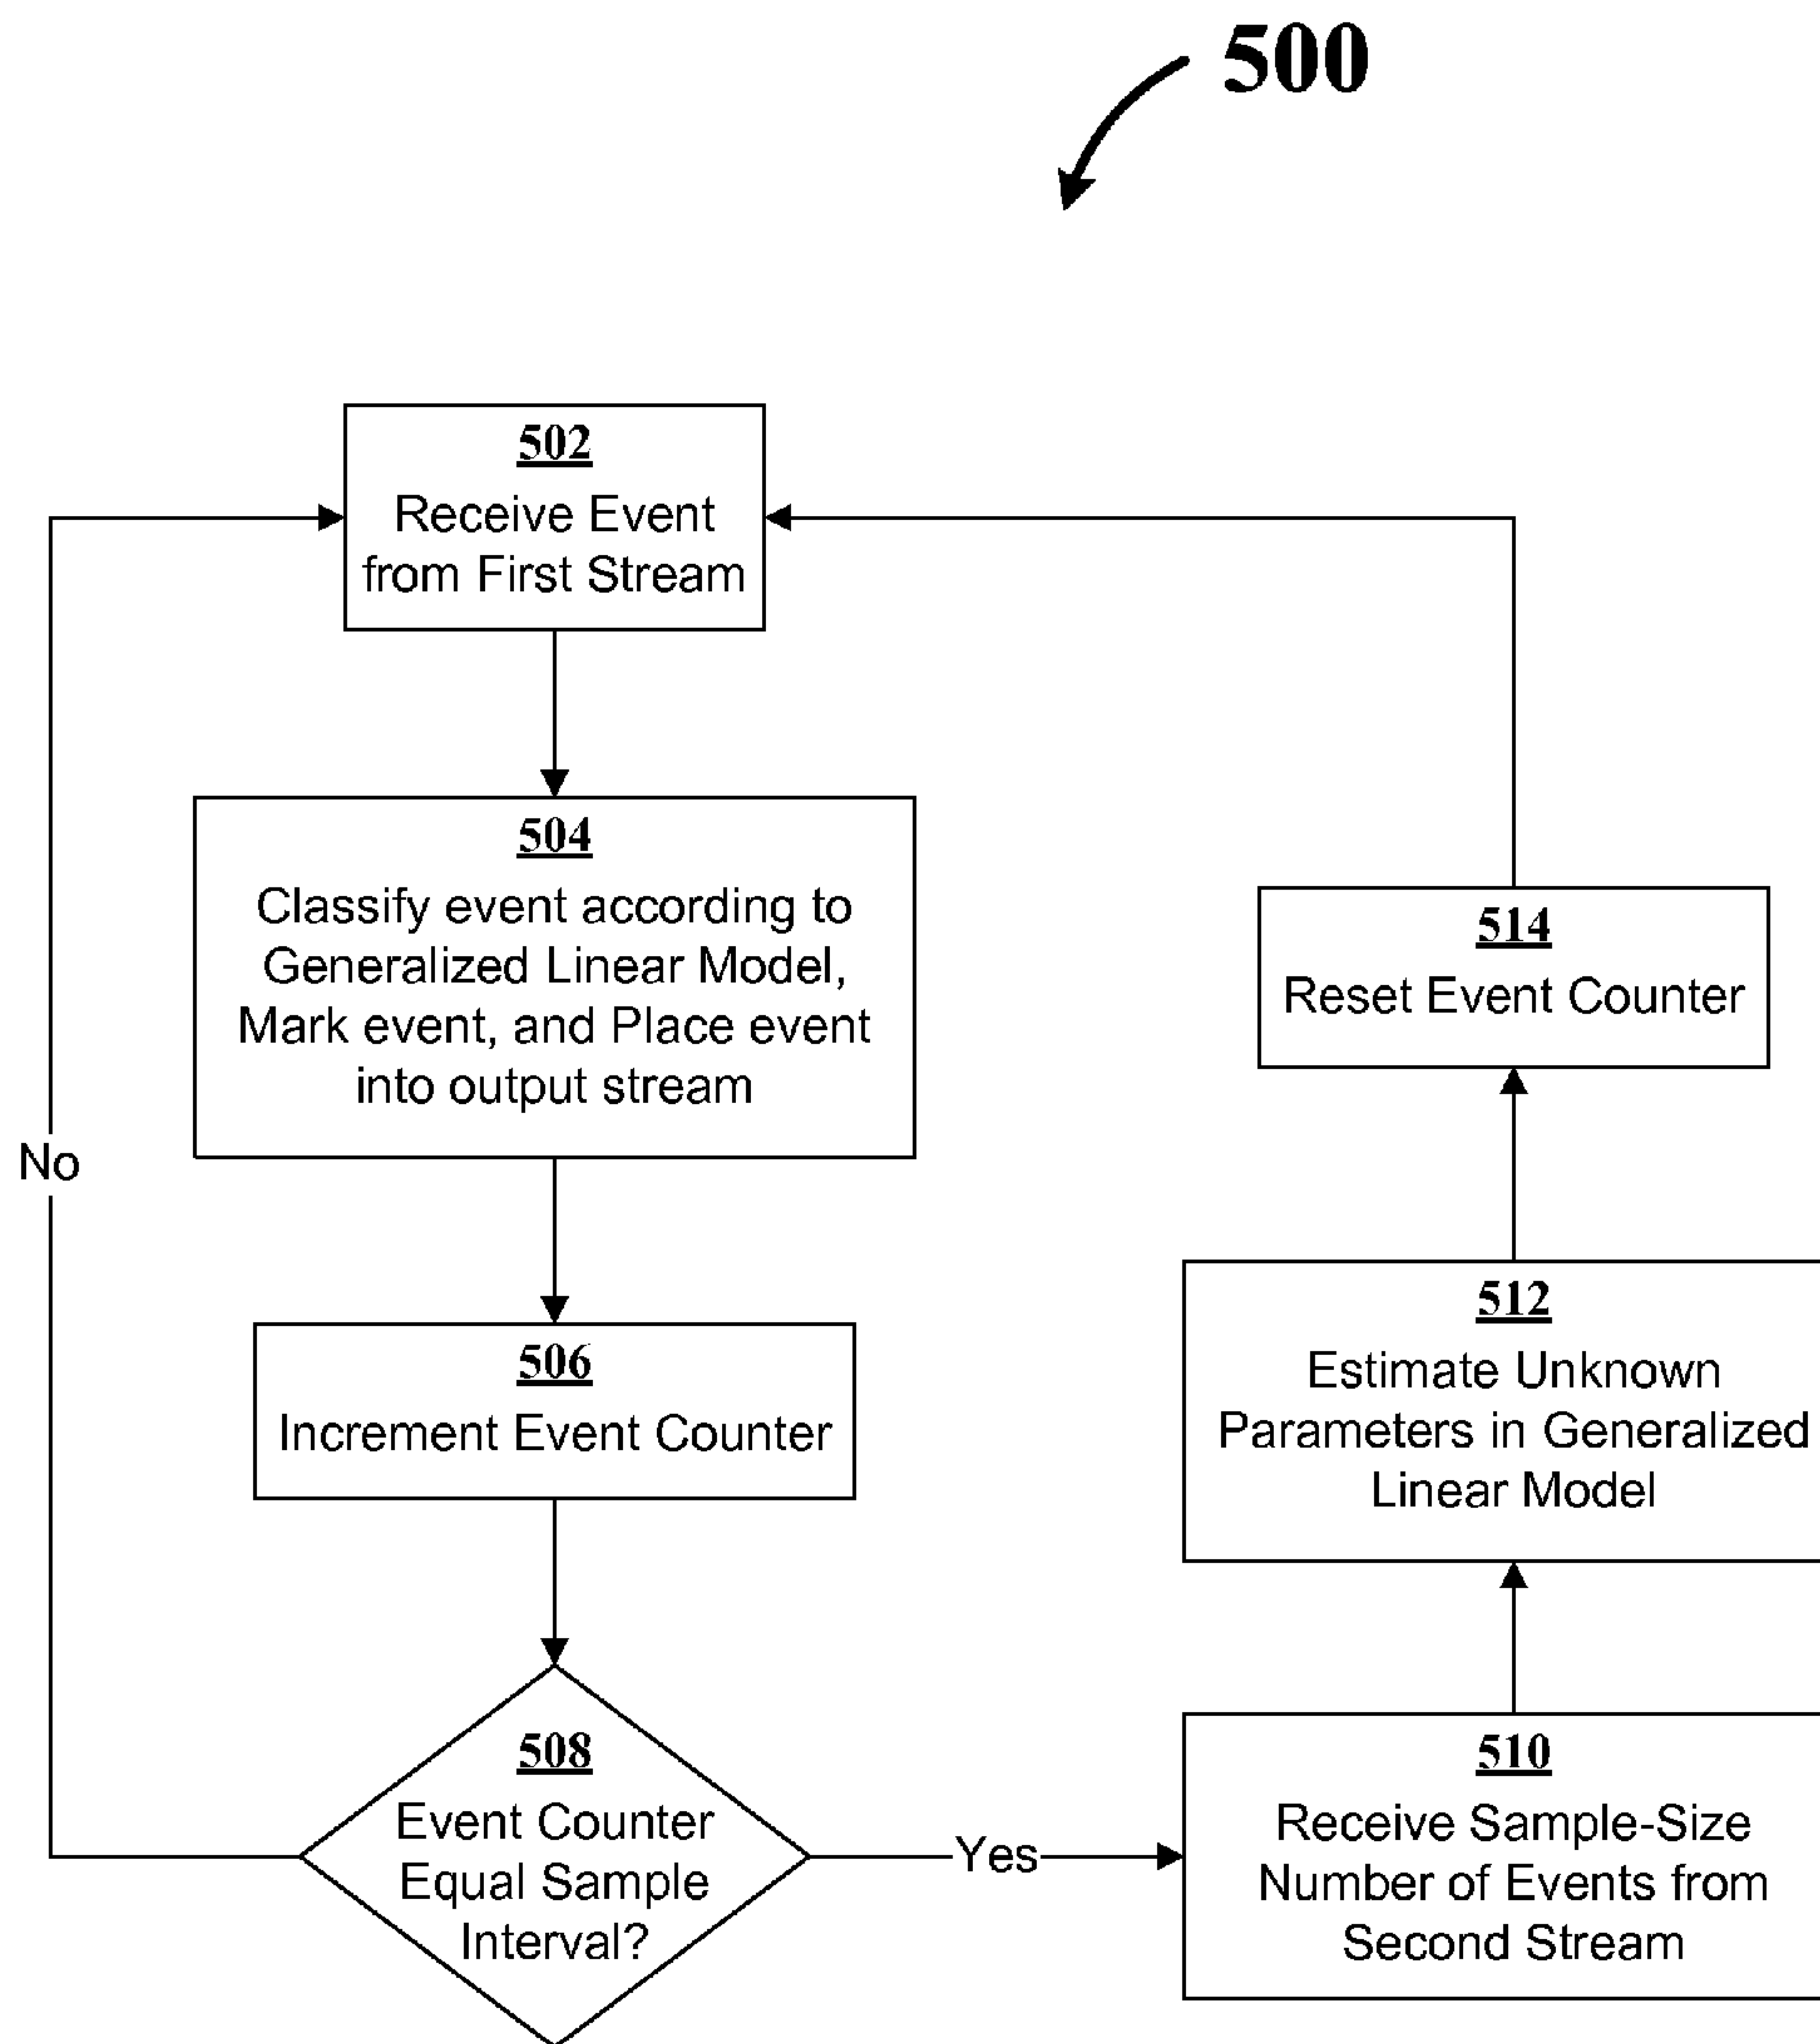 500
502
Receive Event
from First Stream
504
Classify event according to
Generalized Linear Model,
Mark event, and Place event
into output stream
506
Increment Event Counter
508
Event Counter
Equal Sample
Interval?
No
Yes
510
Receive Sample-Size
Number of Events from
Second Stream
512
Estimate Unknown
Parameters in Generalized
Linear Model
514
Reset Event Counter